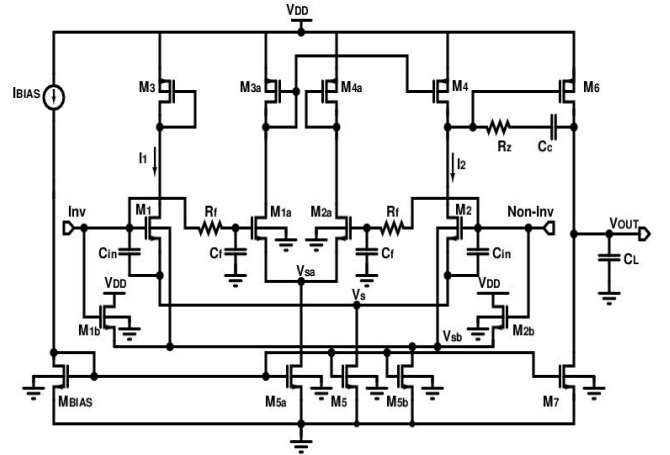 VDD
IBIAS
M3
M3a
M4a
M4
M6
Rz
Cc
I1
I2
Inv
M1
Rf
M1a
M2a
Rf
M2
Non-Inv
VOUT
Cin
Cf
Cf
Cin
CL
Vsa
VDD
Vs
VDD
M1b
Vsb
M2b
MBIAS
M5a
M5
M5b
M7